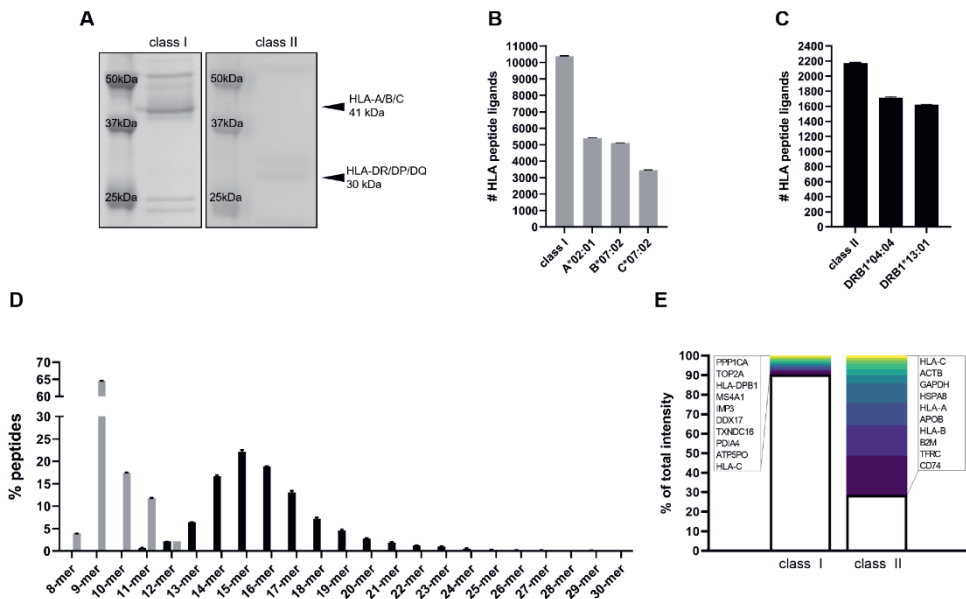 A
class I
class II
50kDa
37kDa
25kDa
50kDa
37kDa
25kDa
HLA-A/B/C
41 kDa
HLA-DR/DP/DQ
30 kDa
B
# HLA peptide ligands
11000
10000
9000
8000
7000
6000
5000
4000
3000
2000
1000
0
class I
A*02:01
B*07:02
C*07:02
C
# HLA peptide ligands
2400
2200
2000
1800
1600
1400
1200
1000
800
600
400
200
0
class II
DRB1*04:04
DRB1*13:01
D
% peptides
70
65
60
30
25
20
15
10
5
0
8-mer
9-mer
10-mer
11-mer
12-mer
13-mer
14-mer
15-mer
16-mer
17-mer
18-mer
19-mer
20-mer
21-mer
22-mer
23-mer
24-mer
25-mer
26-mer
27-mer
28-mer
29-mer
30-mer
E
% of total intensity
100
90
80
70
60
50
40
30
20
10
0
PPP1CA
TOP2A
HLA-DPB1
MS4A1
IMP3
DDX17
TXNDC16
PDIA4
ATP5PO
HLA-C
HLA-C
ACTB
GAPDH
HSPA8
HLA-A
APOB
HLA-B
B2M
TFRC
CD74
class I
class II